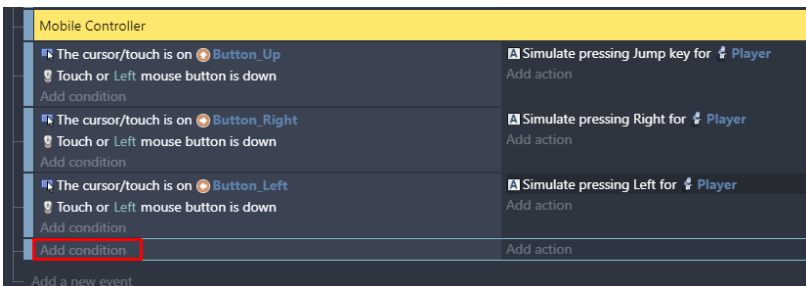 Mobile Controller
The cursor/touch is on Button_Up
Simulate pressing Jump key for Player
Touch or Left mouse button is down
Add action
Add condition
The cursor/touch is on Button_Right
Simulate pressing Right for Player
Touch or Left mouse button is down
Add action
Add condition
The cursor/touch is on Button_Left
Simulate pressing Left for Player
Touch or Left mouse button is down
Add action
Add condition
Add condition
Add action
Add a new event